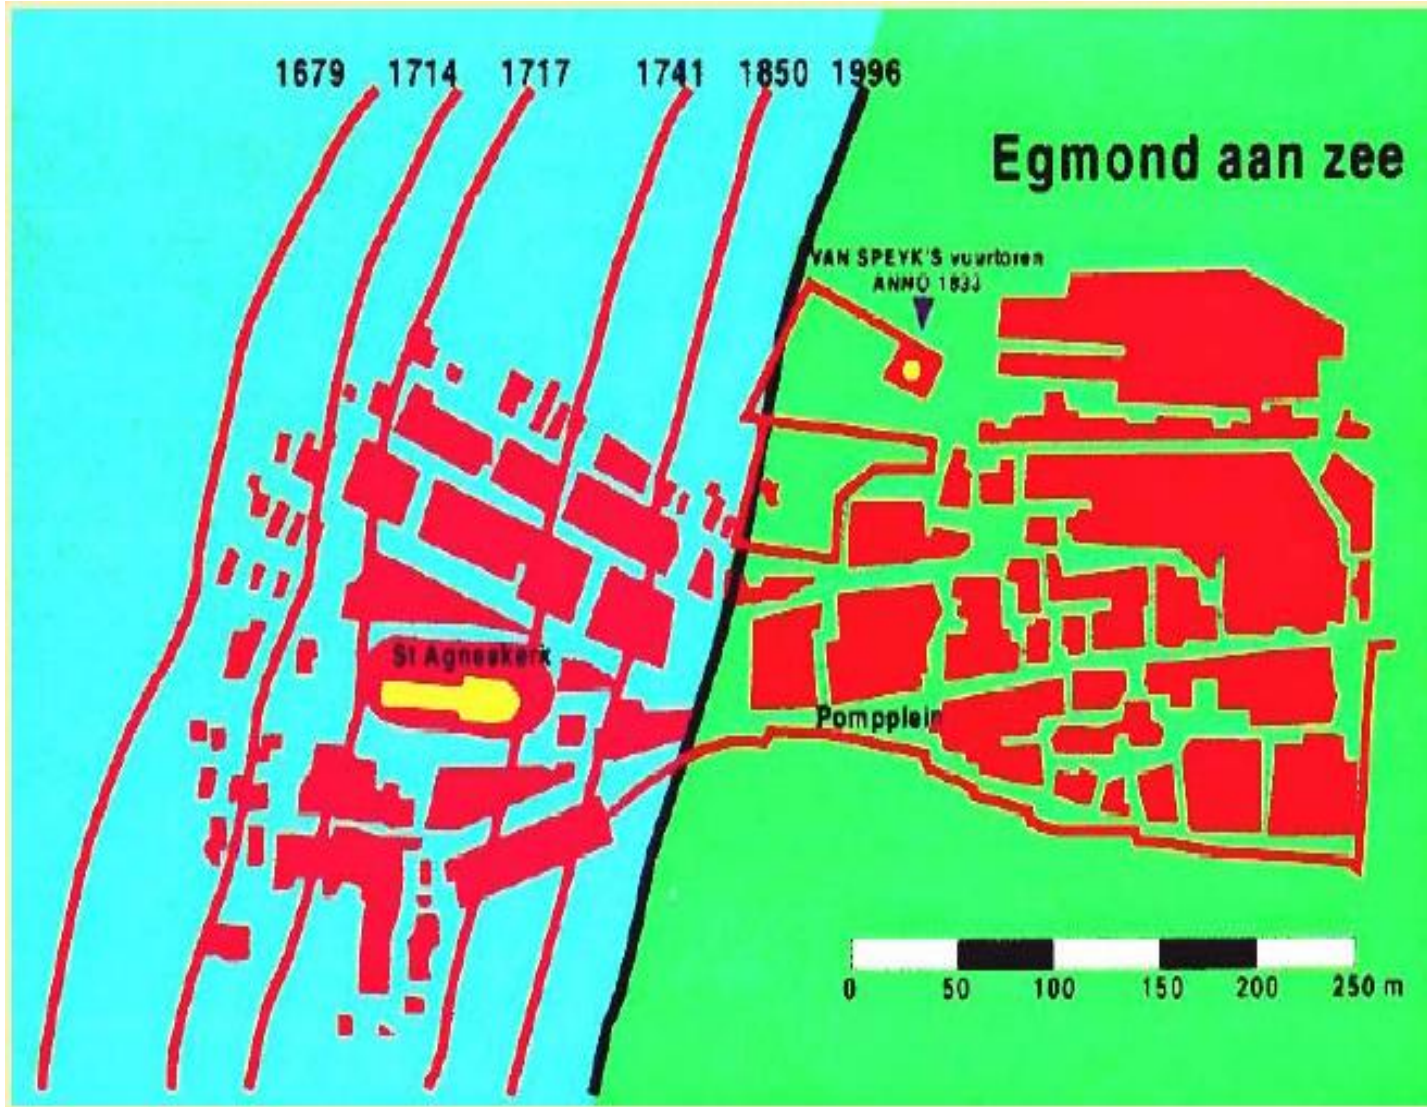 1679 1714 1717 1741 1850 1996
Egmond aan zee
VAN SPEYK'S vuurtoren
ANNO 1833
St Agneskerk
Pompplein
0 50 100 150 200 250 m